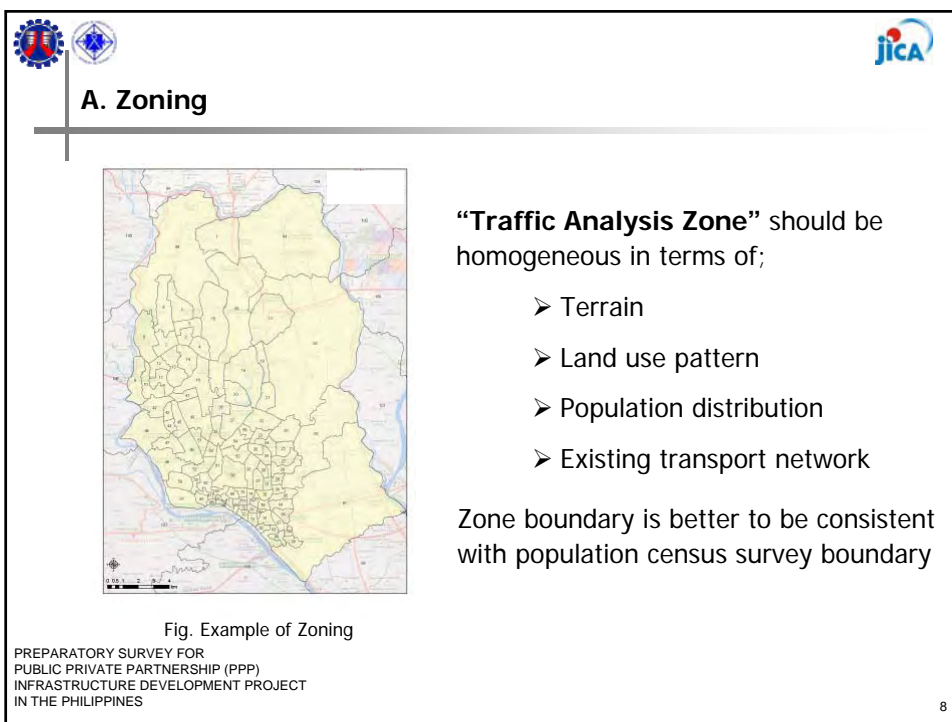 jICA
A. Zoning
“Traffic Analysis Zone” should be
homogeneous in terms of;
➢ Terrain
➢ Land use pattern
➢ Population distribution
➢ Existing transport network
Zone boundary is better to be consistent
with population census survey boundary
Fig. Example of Zoning
PREPARATORY SURVEY FOR
PUBLIC PRIVATE PARTNERSHIP (PPP)
INFRASTRUCTURE DEVELOPMENT PROJECT
IN THE PHILIPPINES
8